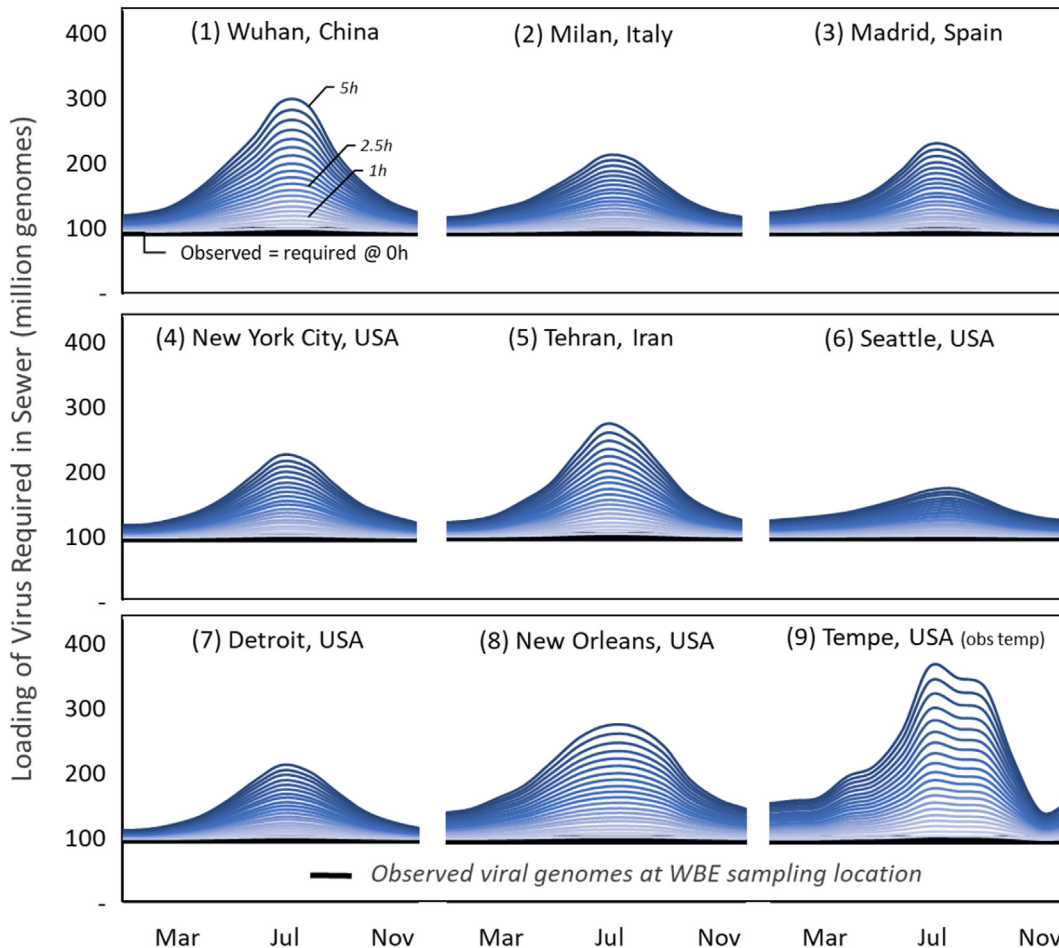 Loading of Virus Required in Sewer (million genomes)
400
300
200
100
-
(1) Wuhan, China
5h
2.5h
1h
Observed = required @ 0h
(2) Milan, Italy
(3) Madrid, Spain
400
300
200
100
-
(4) New York City, USA
(5) Tehran, Iran
(6) Seattle, USA
400
300
200
100
-
(7) Detroit, USA
(8) New Orleans, USA
(9) Tempe, USA (obs temp)
Observed viral genomes at WBE sampling location
Mar Jul Nov
Mar Jul Nov
Mar Jul Nov